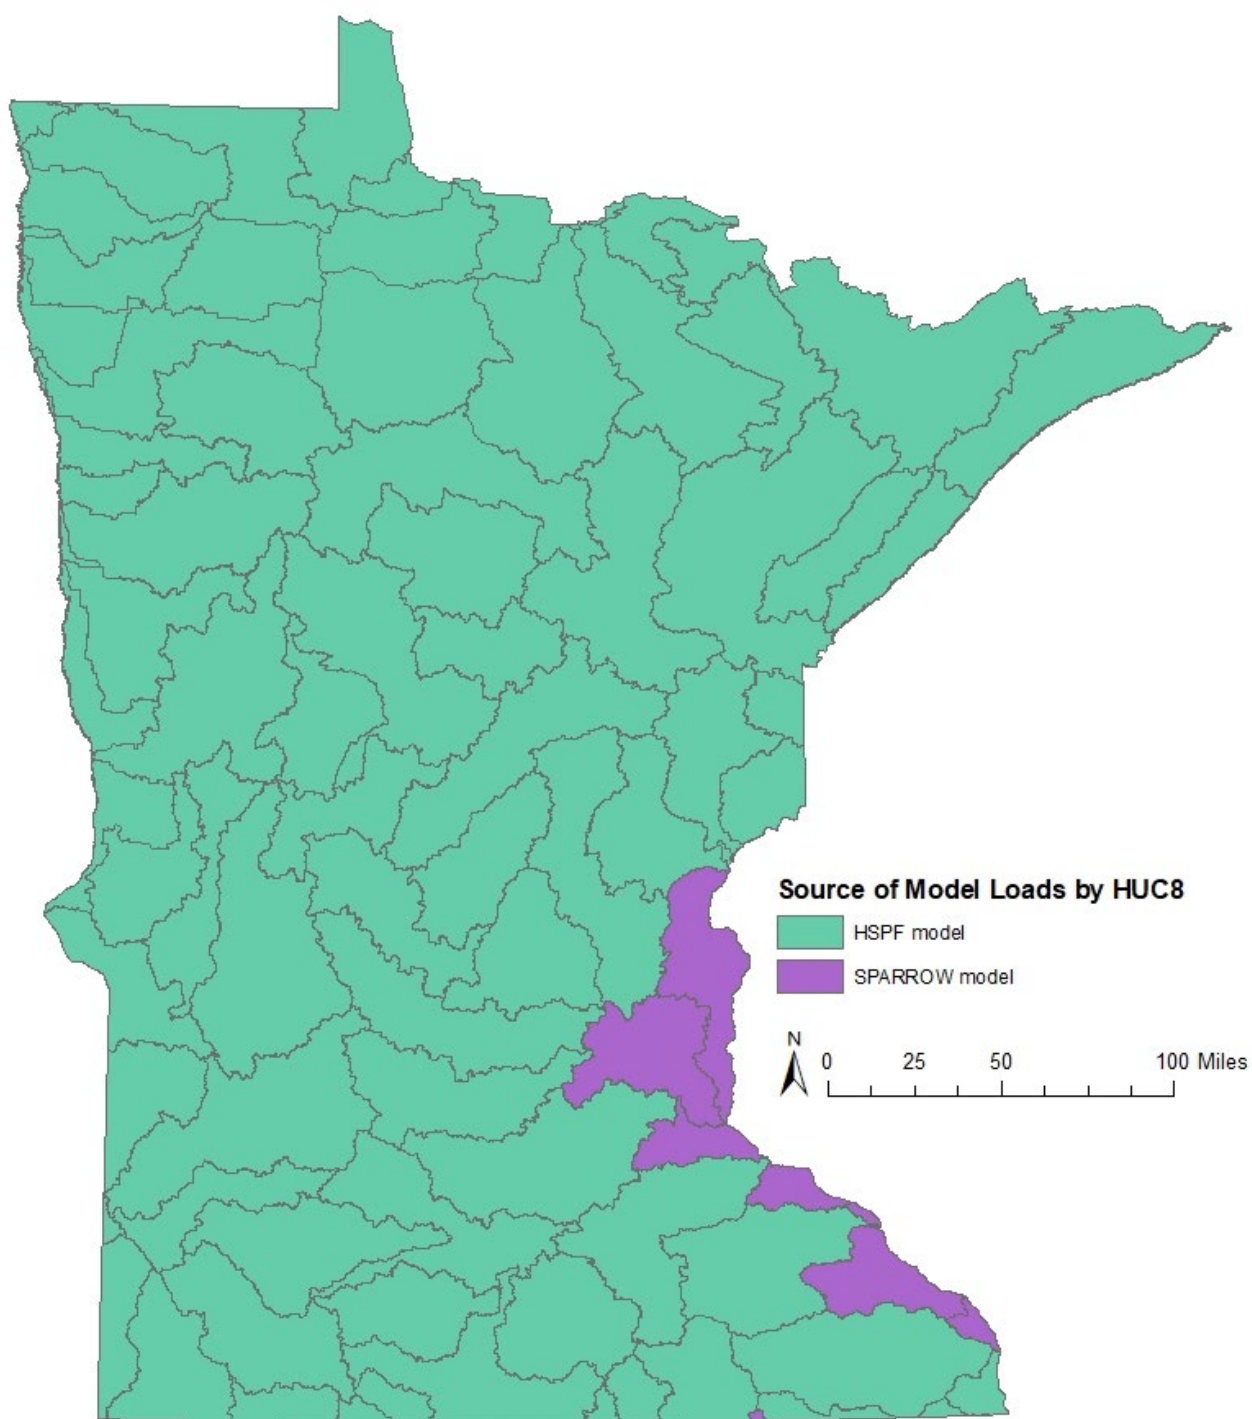 Source of Model Loads by HUC8
HSPF model
SPARROW model
N
0 25 50 100 Miles